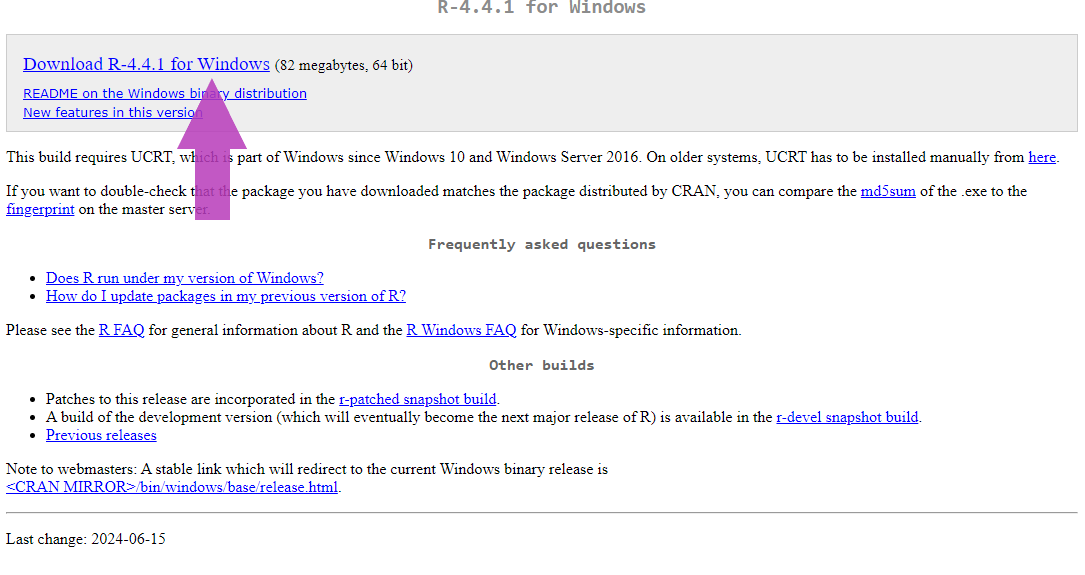 R-4.4.1 for Windows
Download R-4.4.1 for Windows (82 megabytes, 64 bit)
README on the Windows binary distribution
New features in this version
This build requires UCRT, which is part of Windows since Windows 10 and Windows Server 2016. On older systems, UCRT has to be installed manually from here.
If you want to double-check that the package you have downloaded matches the package distributed by CRAN, you can compare the md5sum of the .exe to the
fingerprint on the master server.
Frequently asked questions
• Does R run under my version of Windows?
• How do I update packages in my previous version of R?
Please see the R FAQ for general information about R and the R Windows FAQ for Windows-specific information.
Other builds
• Patches to this release are incorporated in the r-patched snapshot build.
• A build of the development version (which will eventually become the next major release of R) is available in the r-devel snapshot build.
• Previous releases
Note to webmasters: A stable link which will redirect to the current Windows binary release is
<CRAN MIRROR>/bin/windows/base/release.html.
Last change: 2024-06-15